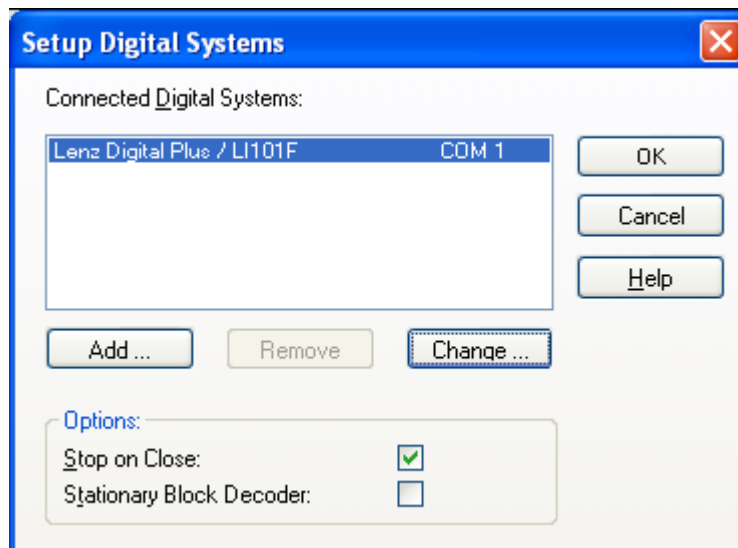 Setup Digital Systems
Connected Digital Systems:
Lenz Digital Plus / LI101F COM 1
OK
Cancel
Help
Add ... Remove Change ...
Options:
Stop on Close:
Stationary Block Decoder: